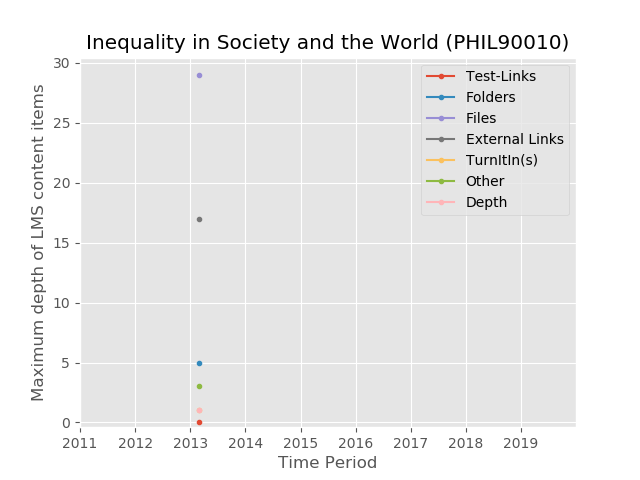 Inequality in Society and the World (PHIL90010)
Maximum depth of LMS content items
30
25
20
15
10
5
0
Test-Links
Folders
Files
External Links
TurnItIn(s)
Other
Depth
2011 2012 2013 2014 2015 2016 2017 2018 2019
Time Period